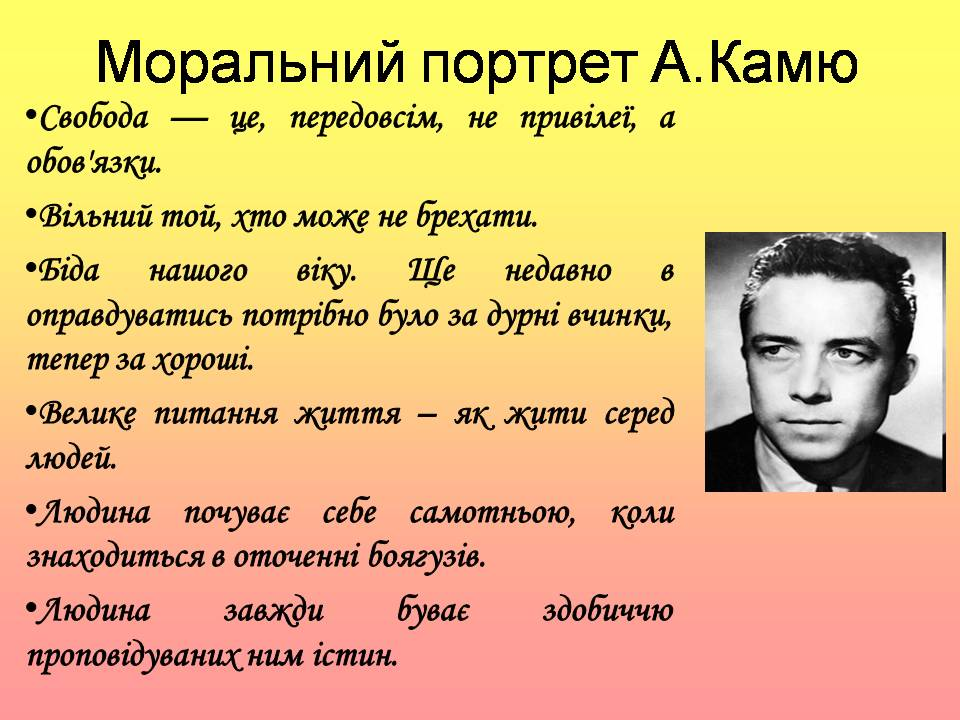 Моральний портрет А.Камю
•Свобода — це, передовсім, не привілеї, а
обов'язки.
•Вільний той, хто може не брехати.
•Біда нашого віку. Ще недавно в
оправдуватись потрібно було за дурні вчинки,
тепер за хороші.
•Велике питання життя – як жити серед
людей.
•Людина почуває себе самотньою, коли
знаходиться в оточенні боягузів.
•Людина завжди буває здобиччю
проповідуваних ним істин.